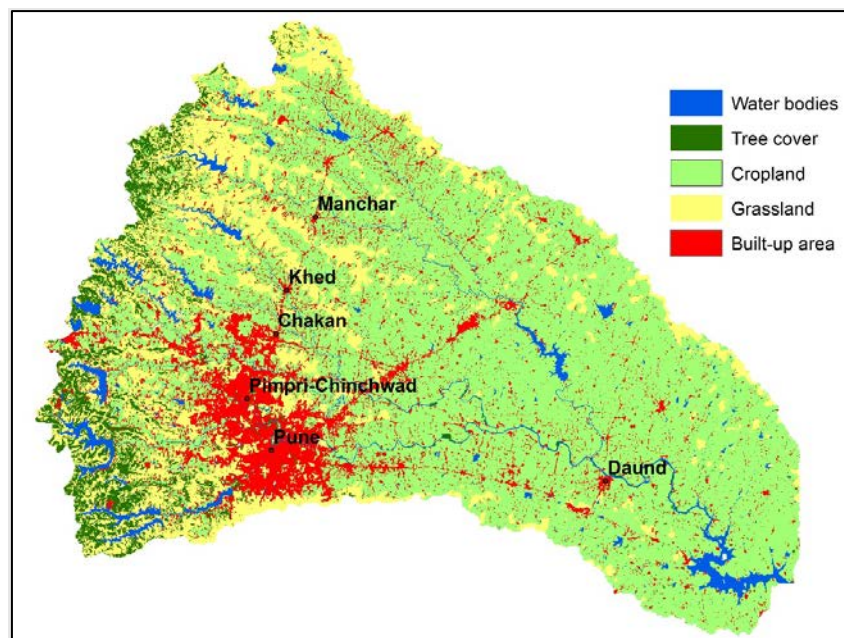 Water bodies
Tree cover
Cropland
Grassland
Built-up area
Manchar
Khed
Chakan
Pimpri-Chinchwad
Pune
Daund